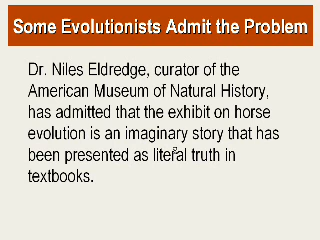 Some Evolutionists Admit the Problem
Dr. Niles Eldredge, curator of the
American Museum of Natural History,
has admitted that the exhibit on horse
evolution is an imaginary story that has
been presented as literal truth in
textbooks.